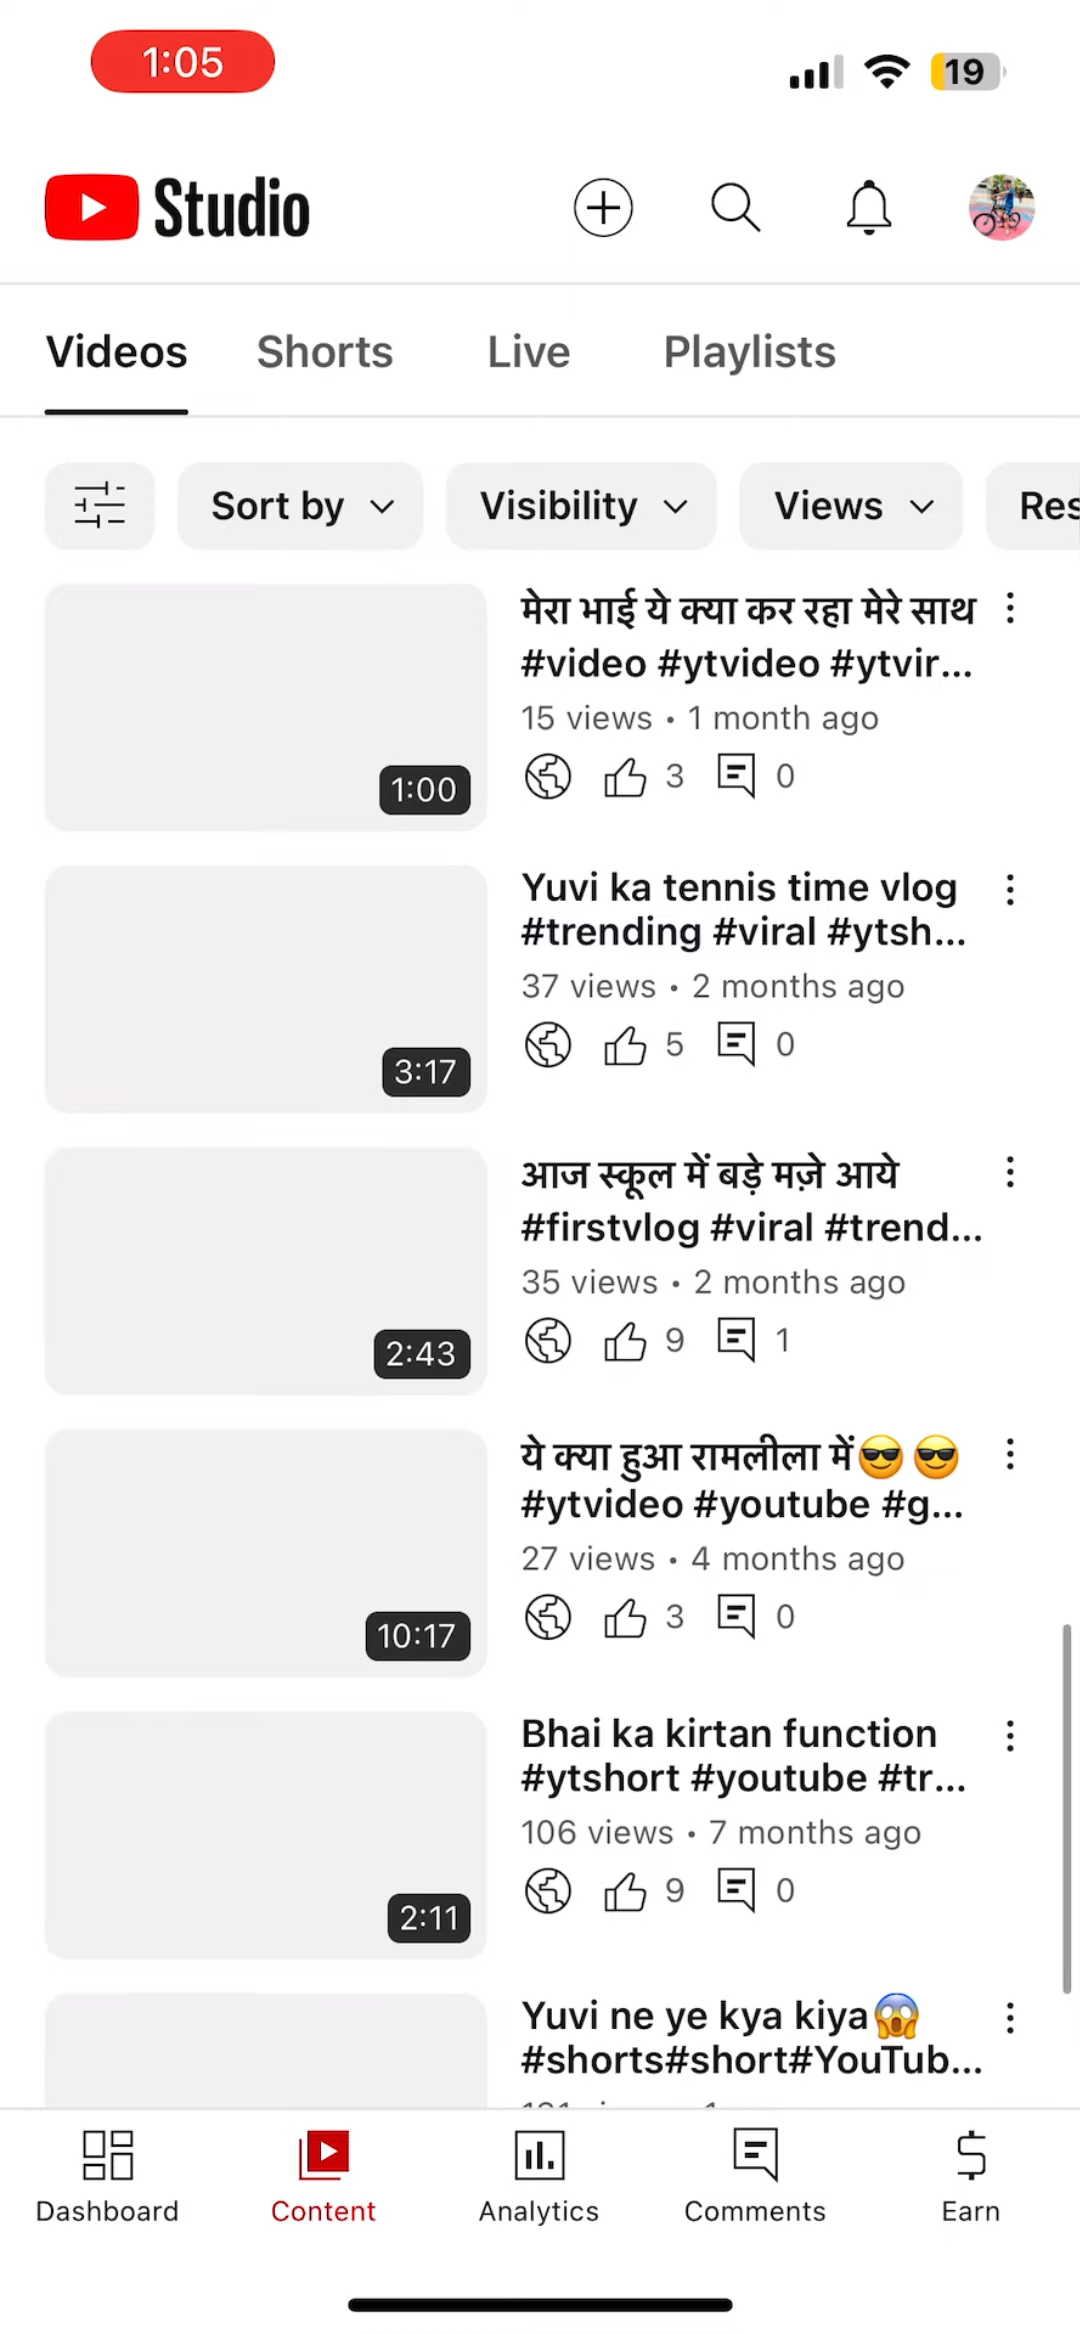 1:05
19
Studio
Videos Shorts Live Playlists
Sort by Visibility Views Res
मेरा भाई ये क्या कर रहा मेरे साथ
#video #ytvideo #ytvir...
15 views • 1 month ago
3 0
1:00
Yuvi ka tennis time vlog
#trending #viral #ytsh...
37 views • 2 months ago
5 0
3:17
आज स्कूल में बड़े मज़े आये
#firstvlog #viral #trend...
35 views • 2 months ago
9 1
2:43
ये क्या हुआ रामलीला में😎😎
#ytvideo #youtube #g...
27 views • 4 months ago
3 0
10:17
Bhai ka kirtan function
#ytshort #youtube #tr...
106 views • 7 months ago
9 0
2:11
Yuvi ne ye kya kiya😱
#shorts#short#YouTub...
Dashboard Content Analytics Comments Earn